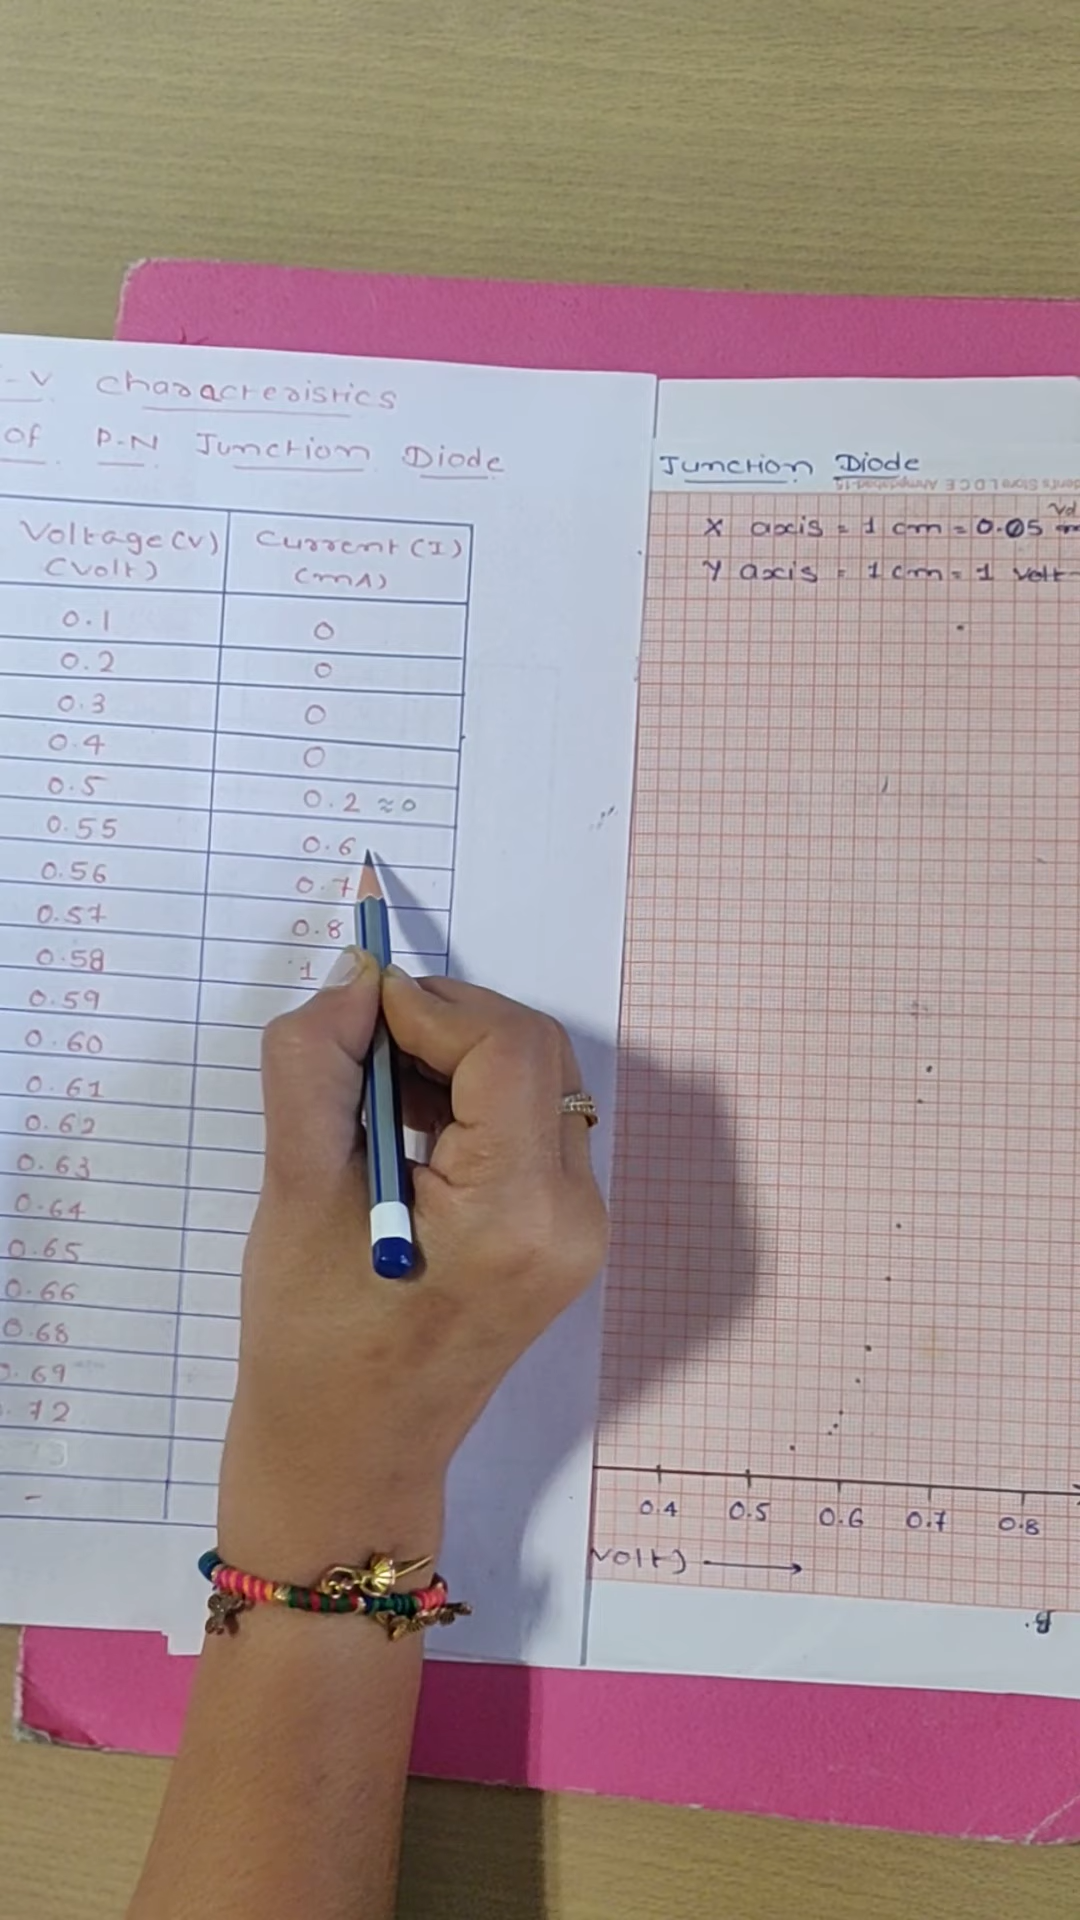 -V Characteristics
of P-N Junction Diode
Voltage (V) Current (I)
(Volt) (mA)
0.1 0
0.2 0
0.3 0
0.4 0
0.5 0.2 ≈ 0
0.55 0.6
0.56 0.7
0.57 0.8
0.58 1
0.59
0.60
0.61
0.62
0.63
0.64
0.65
0.66
0.68
0.69
.72
-
Junction Diode
X axis = 1 cm = 0.05
Y axis = 1 cm = 1 volt
0.4 0.5 0.6 0.7 0.8
Volt)